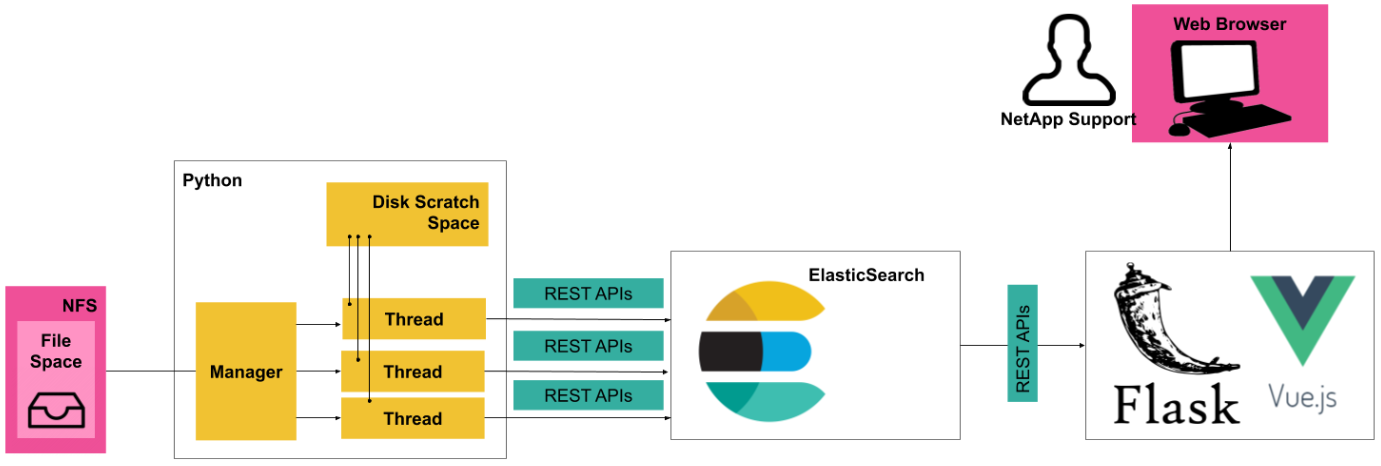 Web Browser
NetApp Support
Python
Disk Scratch
Space
NFS
File
Space
Manager
Thread
Thread
Thread
REST APIs
REST APIs
REST APIs
ElasticSearch
REST APIs
Flask
Vue.js